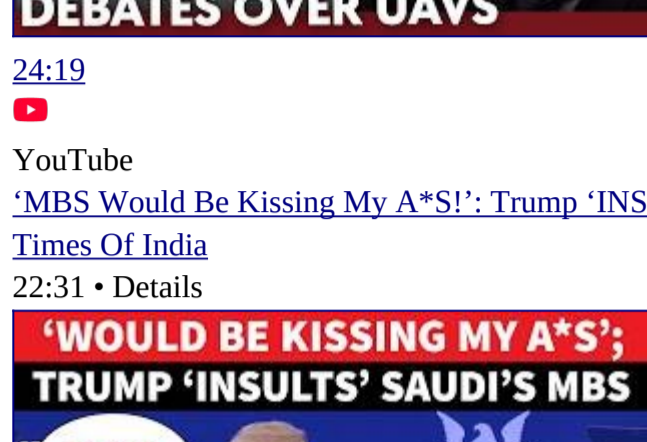 DEBATES OVER UAVS
24:19
YouTube
‘MBS Would Be Kissing My A*S!’: Trump ‘INS
Times Of India
22:31 • Details
‘WOULD BE KISSING MY A*S’;
TRUMP ‘INSULTS’ SAUDI’S MBS